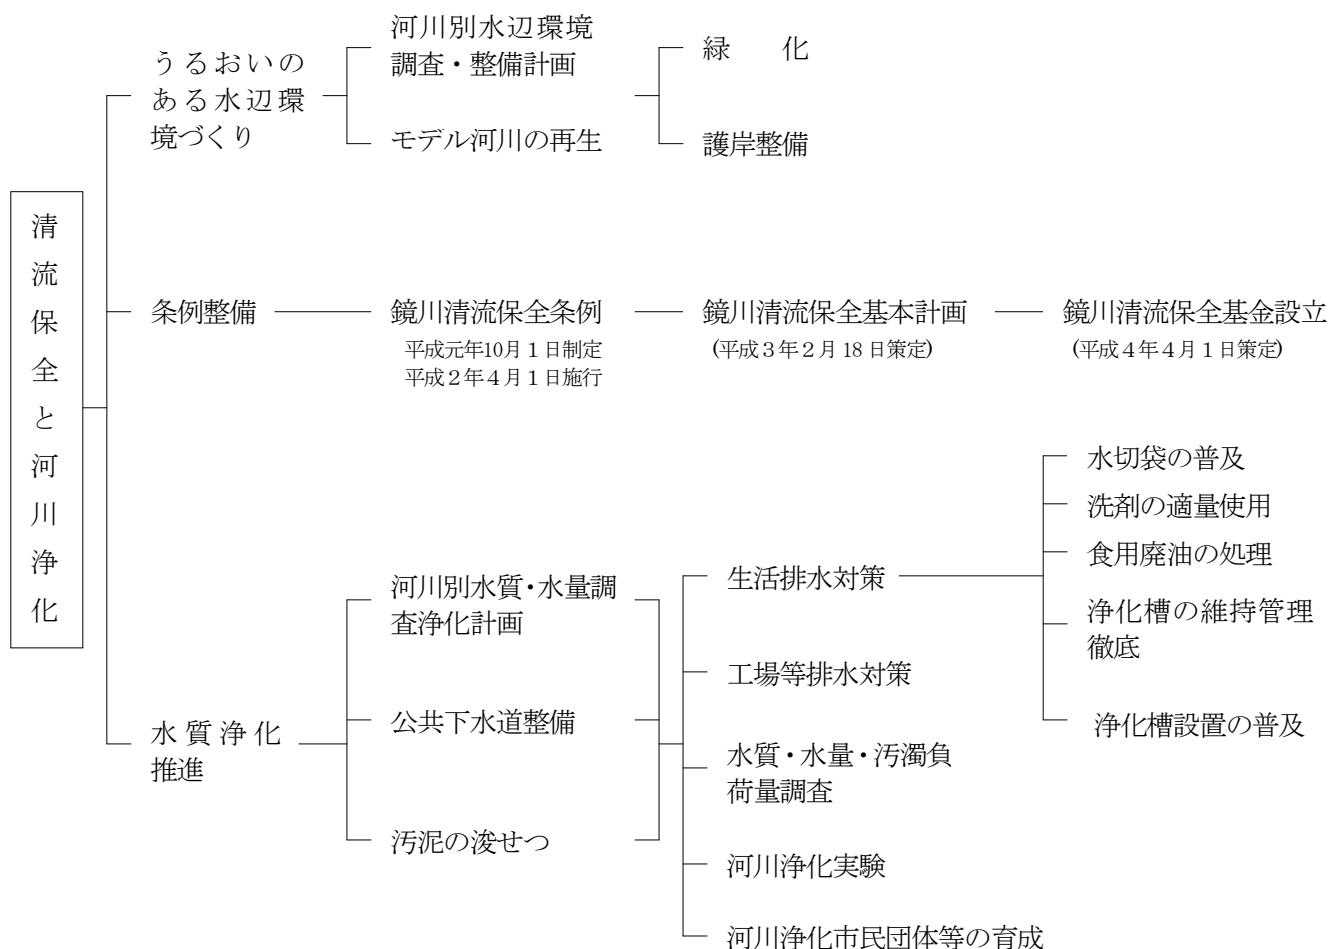 清流保全と河川浄化
うるおいの
ある水辺環
境づくり
河川別水辺環境
調査・整備計画
モデル河川の再生
緑　　化
護岸整備
条例整備
鏡川清流保全条例
平成元年10月１日制定
平成２年４月１日施行
鏡川清流保全基本計画
(平成３年２月18日策定)
鏡川清流保全基金設立
(平成４年４月１日策定)
水質浄化
推進
河川別水質・水量調
査浄化計画
公共下水道整備
汚泥の浚せつ
生活排水対策
工場等排水対策
水質・水量・汚濁負
荷量調査
河川浄化実験
河川浄化市民団体等の育成
水切袋の普及
洗剤の適量使用
食用廃油の処理
浄化槽の維持管理
徹底
浄化槽設置の普及